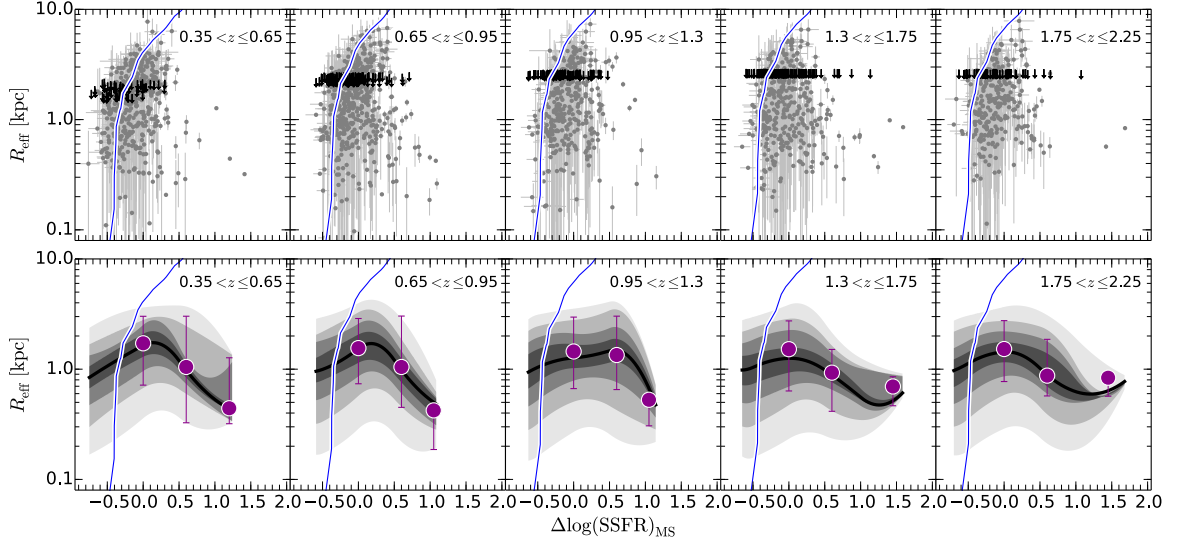 10.0
1.0
0.1
R_eff [kpc]
0.35 < z ≤ 0.65
0.65 < z ≤ 0.95
0.95 < z ≤ 1.3
1.3 < z ≤ 1.75
1.75 < z ≤ 2.25
10.0
1.0
0.1
R_eff [kpc]
0.35 < z ≤ 0.65
0.65 < z ≤ 0.95
0.95 < z ≤ 1.3
1.3 < z ≤ 1.75
1.75 < z ≤ 2.25
−0.5 0.0 0.5 1.0 1.5 2.0 −0.5 0.0 0.5 1.0 1.5 2.0 −0.5 0.0 0.5 1.0 1.5 2.0 −0.5 0.0 0.5 1.0 1.5 2.0 −0.5 0.0 0.5 1.0 1.5 2.0
Δlog(SSFR)_MS